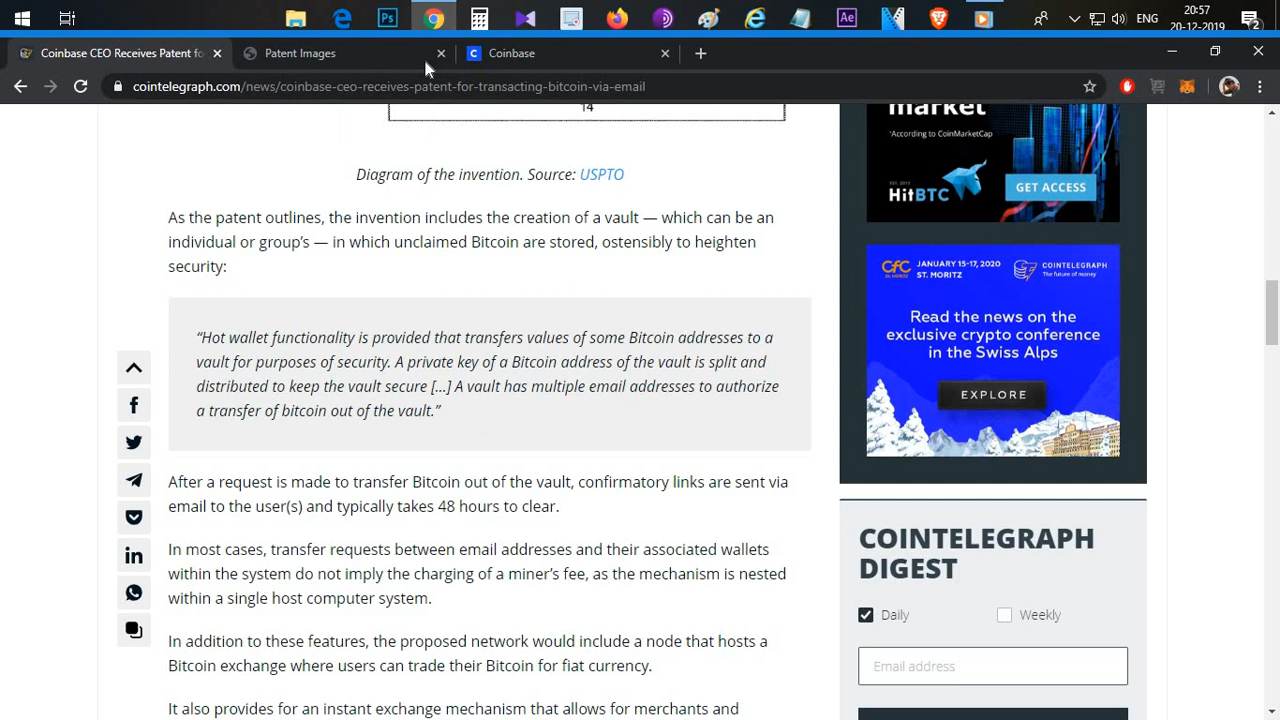 20:57
ENG
20-12-2019
Coinbase CEO Receives Patent fo
Patent Images
Coinbase
cointelegraph.com/news/coinbase-ceo-receives-patent-for-transacting-bitcoin-via-email
14
Diagram of the invention. Source: USPTO
As the patent outlines, the invention includes the creation of a vault — which can be an
individual or group’s — in which unclaimed Bitcoin are stored, ostensibly to heighten
security:
“Hot wallet functionality is provided that transfers values of some Bitcoin addresses to a
vault for purposes of security. A private key of a Bitcoin address of the vault is split and
distributed to keep the vault secure [...] A vault has multiple email addresses to authorize
a transfer of bitcoin out of the vault.”
After a request is made to transfer Bitcoin out of the vault, confirmatory links are sent via
email to the user(s) and typically takes 48 hours to clear.
In most cases, transfer requests between email addresses and their associated wallets
within the system do not imply the charging of a miner’s fee, as the mechanism is nested
within a single host computer system.
In addition to these features, the proposed network would include a node that hosts a
Bitcoin exchange where users can trade their Bitcoin for fiat currency.
It also provides for an instant exchange mechanism that allows for merchants and
market
*According to CoinMarketCap
HitBTC
GET ACCESS
CFC
JANUARY 15-17, 2020
ST. MORITZ
COINTELEGRAPH
The future of money
Read the news on the
exclusive crypto conference
in the Swiss Alps
EXPLORE
COINTELEGRAPH
DIGEST
Daily
Weekly
Email address